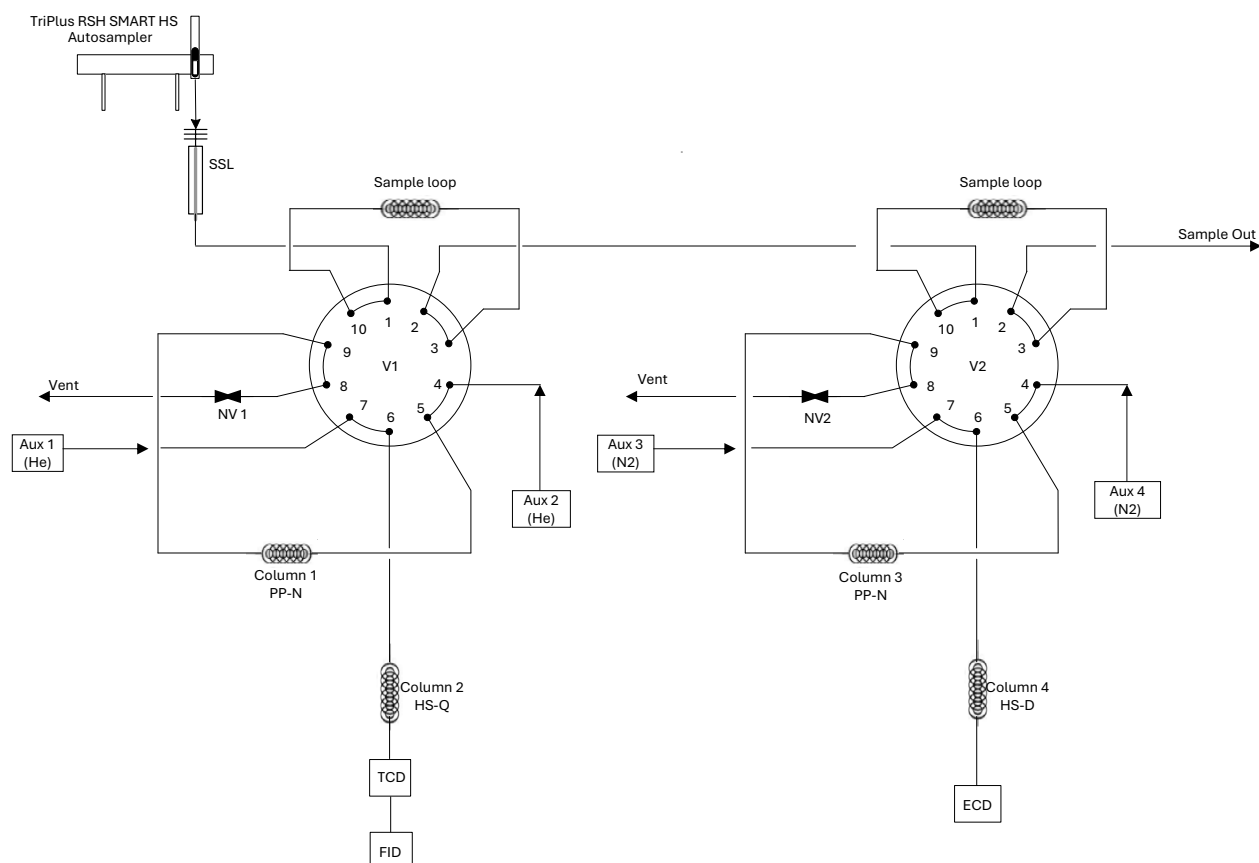 TriPlus RSH SMART HS
Autosampler
SSL
Sample loop
Sample loop
Sample Out
10
1
2
3
9
V1
8
4
7
6
5
10
1
2
3
9
V2
8
4
7
6
5
Vent
NV 1
Vent
NV2
Aux 1
(He)
Aux 2
(He)
Aux 3
(N2)
Aux 4
(N2)
Column 1
PP-N
Column 3
PP-N
Column 2
HS-Q
Column 4
HS-D
TCD
ECD
FID